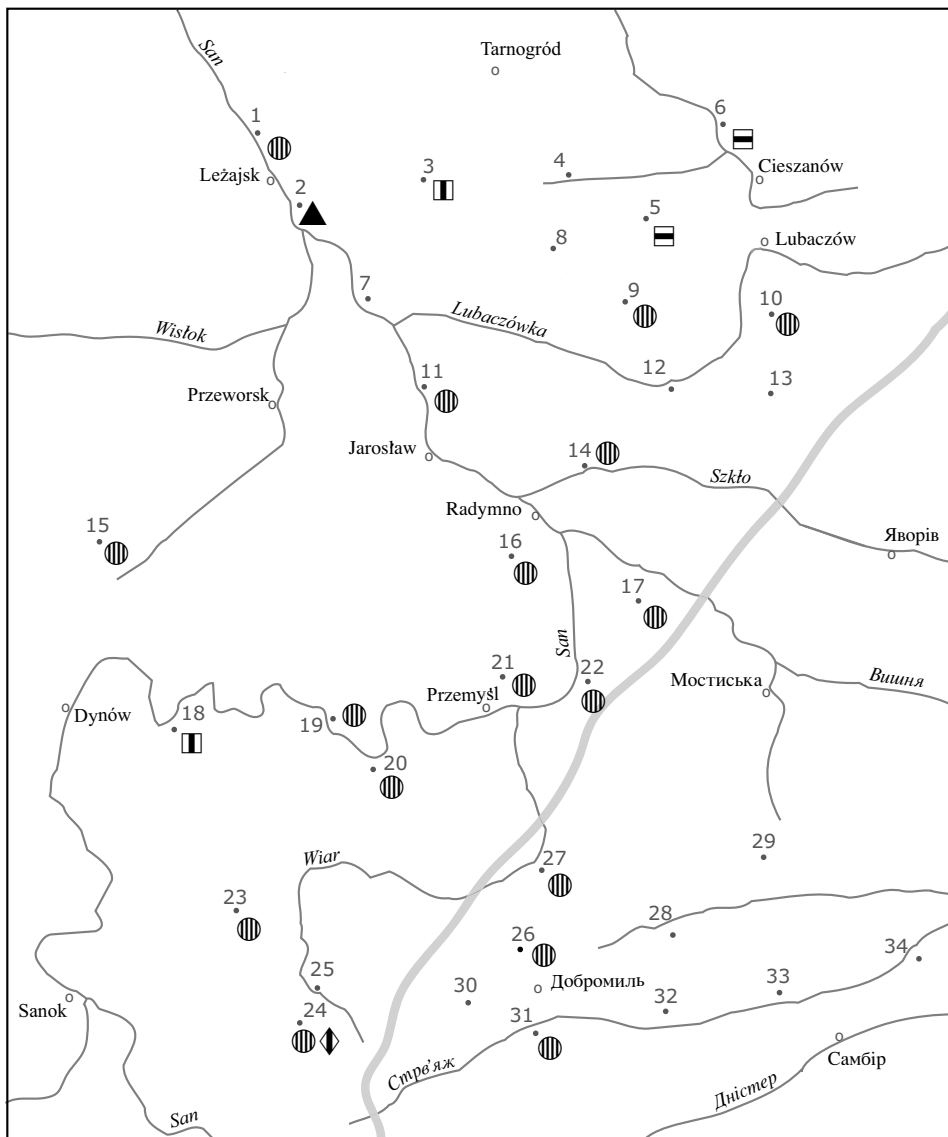 San
Tarnogród
1
6
3
4
Cieszanów
Leżajsk
2
5
8
Lubaczów
7
9
10
Lubaczówka
Wisłok
11
12
13
Przeworsk
Jarosław
14
Szkło
Radymno
15
16
Яворів
17
San
21
22
Мостиська
Вишня
Przemyśl
Dynów
18
19
20
Wiar
27
29
23
28
26
34
25
30
Добромиль
33
Sanok
32
24
31
Самбір
Стрв'яж
Дністер
San